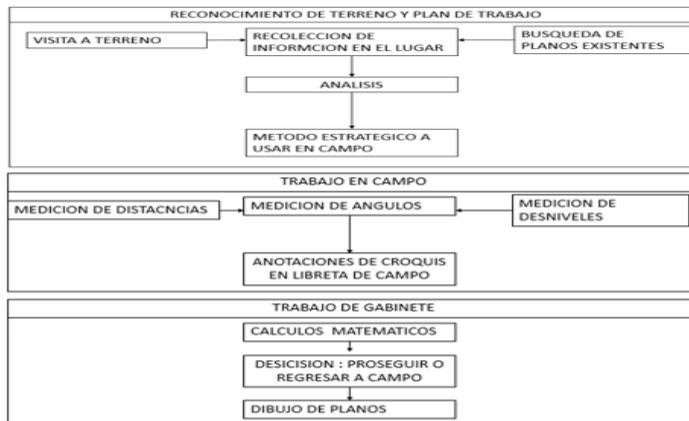 RECONOCIMIENTO DE TERRENO Y PLAN DE TRABAJO
VISITA A TERRENO
RECOLECCION DE
INFORMCION EN EL LUGAR
BUSQUEDA DE
PLANOS EXISTENTES
ANALISIS
METODO ESTRATEGICO A
USAR EN CAMPO
TRABAJO EN CAMPO
MEDICION DE DISTACNCIAS
MEDICION DE ANGULOS
MEDICION DE
DESNIVELES
ANOTACIONES DE CROQUIS
EN LIBRETA DE CAMPO
TRABAJO DE GABINETE
CALCULOS MATEMATICOS
DESICISION : PROSEGUIR O
REGRESAR A CAMPO
DIBUJO DE PLANOS